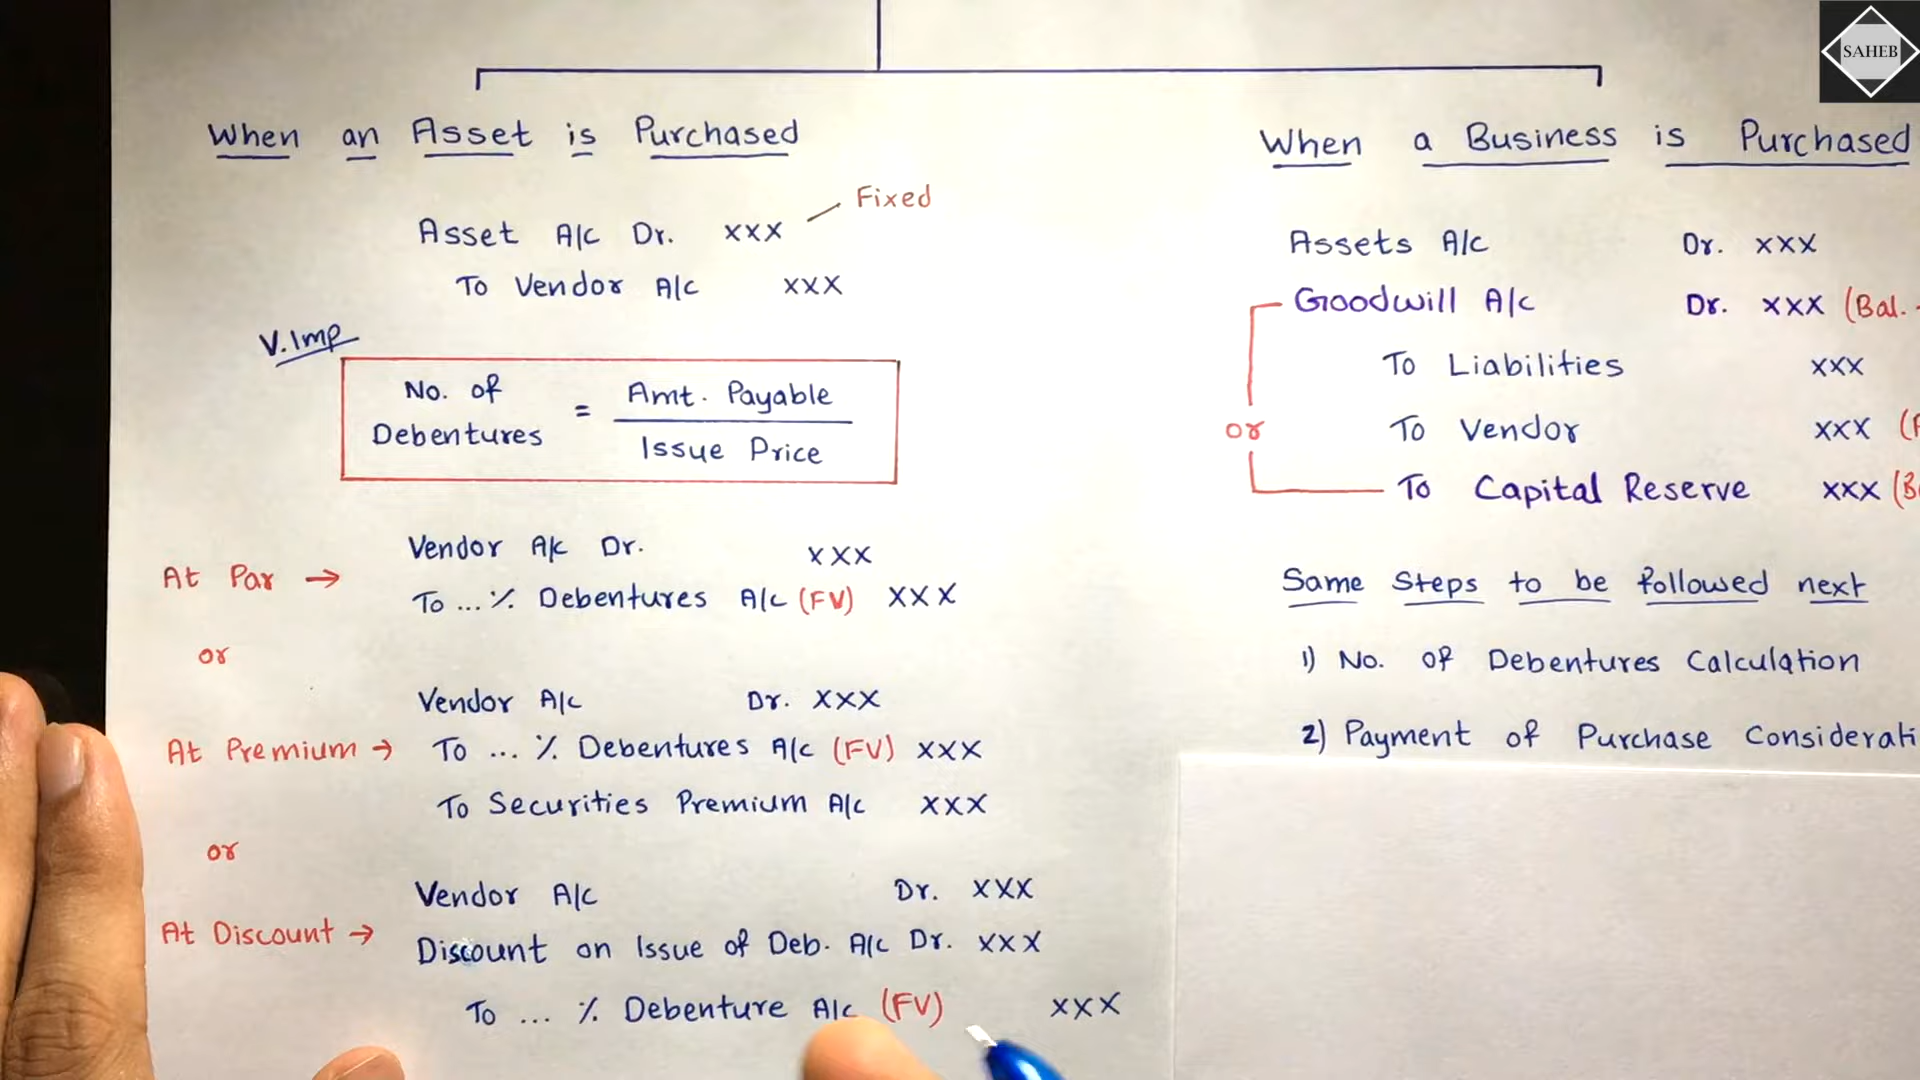 SAHEB
When an Asset is Purchased
Asset A/c Dr. xxx Fixed
To Vendor A/c xxx
V.Imp
No. of Debentures = Amt. Payable / Issue Price
At Par →
Vendor A/c Dr. xxx
To ...% Debentures A/c (FV) xxx
or
At Premium →
Vendor A/c Dr. xxx
To ...% Debentures A/c (FV) xxx
To Securities Premium A/c xxx
or
At Discount →
Vendor A/c Dr. xxx
Discount on Issue of Deb. A/c Dr. xxx
To ...% Debenture A/c (FV) xxx
When a Business is Purchased
Assets A/c Dr. xxx
Goodwill A/c Dr. xxx (Bal.
or
To Liabilities xxx
To Vendor xxx
To Capital Reserve xxx
Same Steps to be followed next
1) No. of Debentures Calculation
2) Payment of Purchase